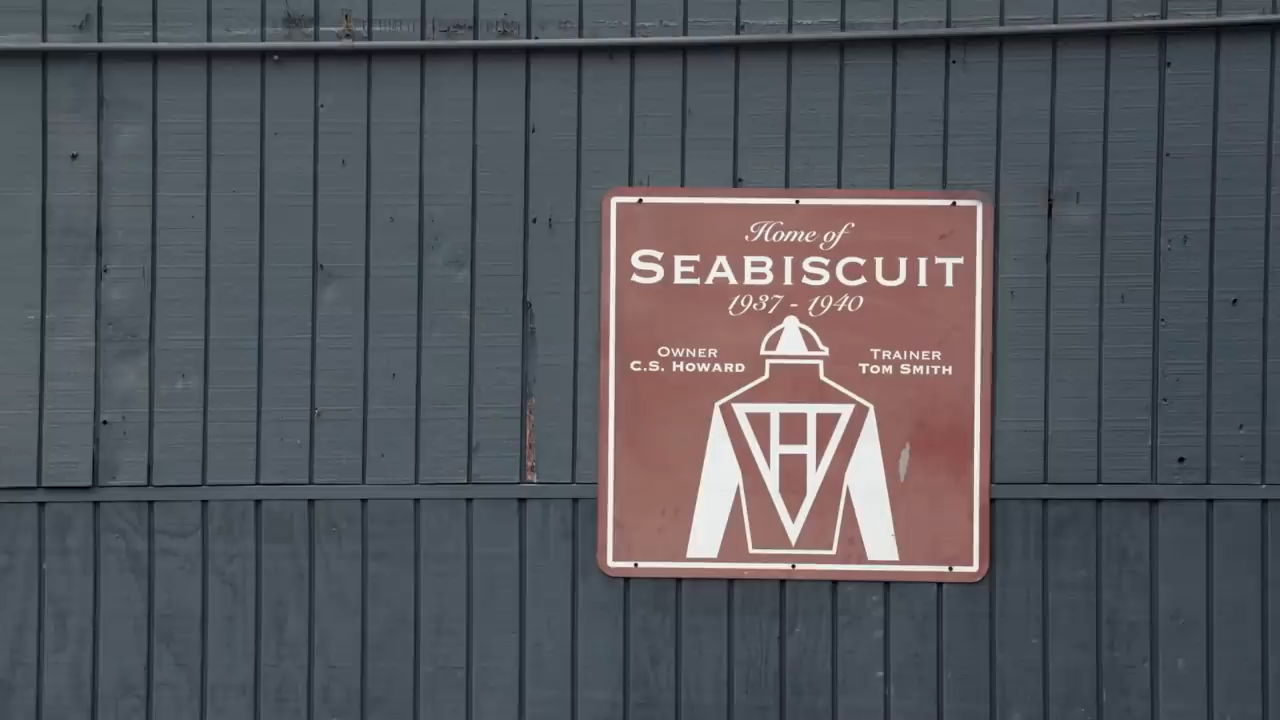 Home of
SEABISCUIT
1937 - 1940
OWNER
C.S. HOWARD
TRAINER
TOM SMITH
H